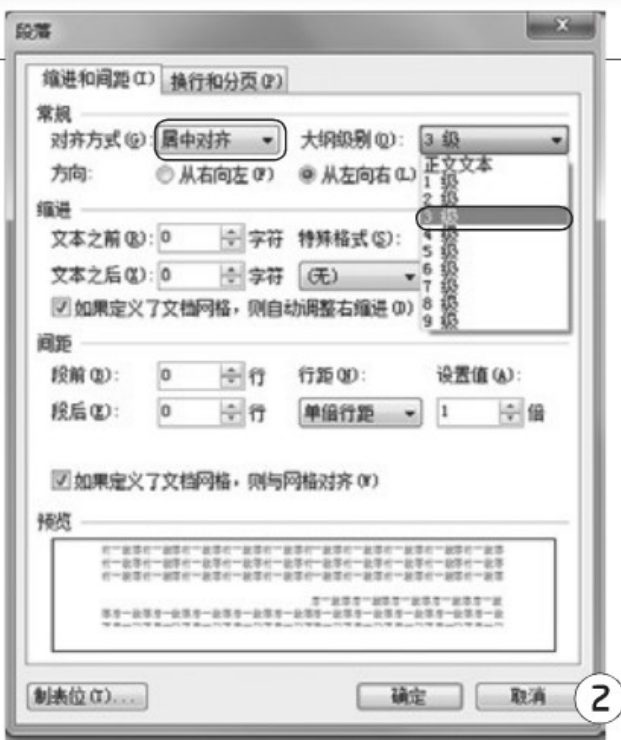 段落
缩进和间距(I) 换行和分页(P)
常规
对齐方式(G): 居中对齐 大纲级别(O): 3 级
方向: 从右向左(F) 从左向右(L)
正文文本
1 级
2 级
3 级
4 级
5 级
6 级
7 级
8 级
9 级
缩进
文本之前(R): 0 字符 特殊格式(S):
文本之后(X): 0 字符 (无)
如果定义了文档网格，则自动调整右缩进(D)
间距
段前(B): 0 行 行距(N): 设置值(A):
段后(E): 0 行 单倍行距 1 倍
如果定义了文档网格，则与网格对齐(W)
预览
制表位(T)... 确定 取消 2